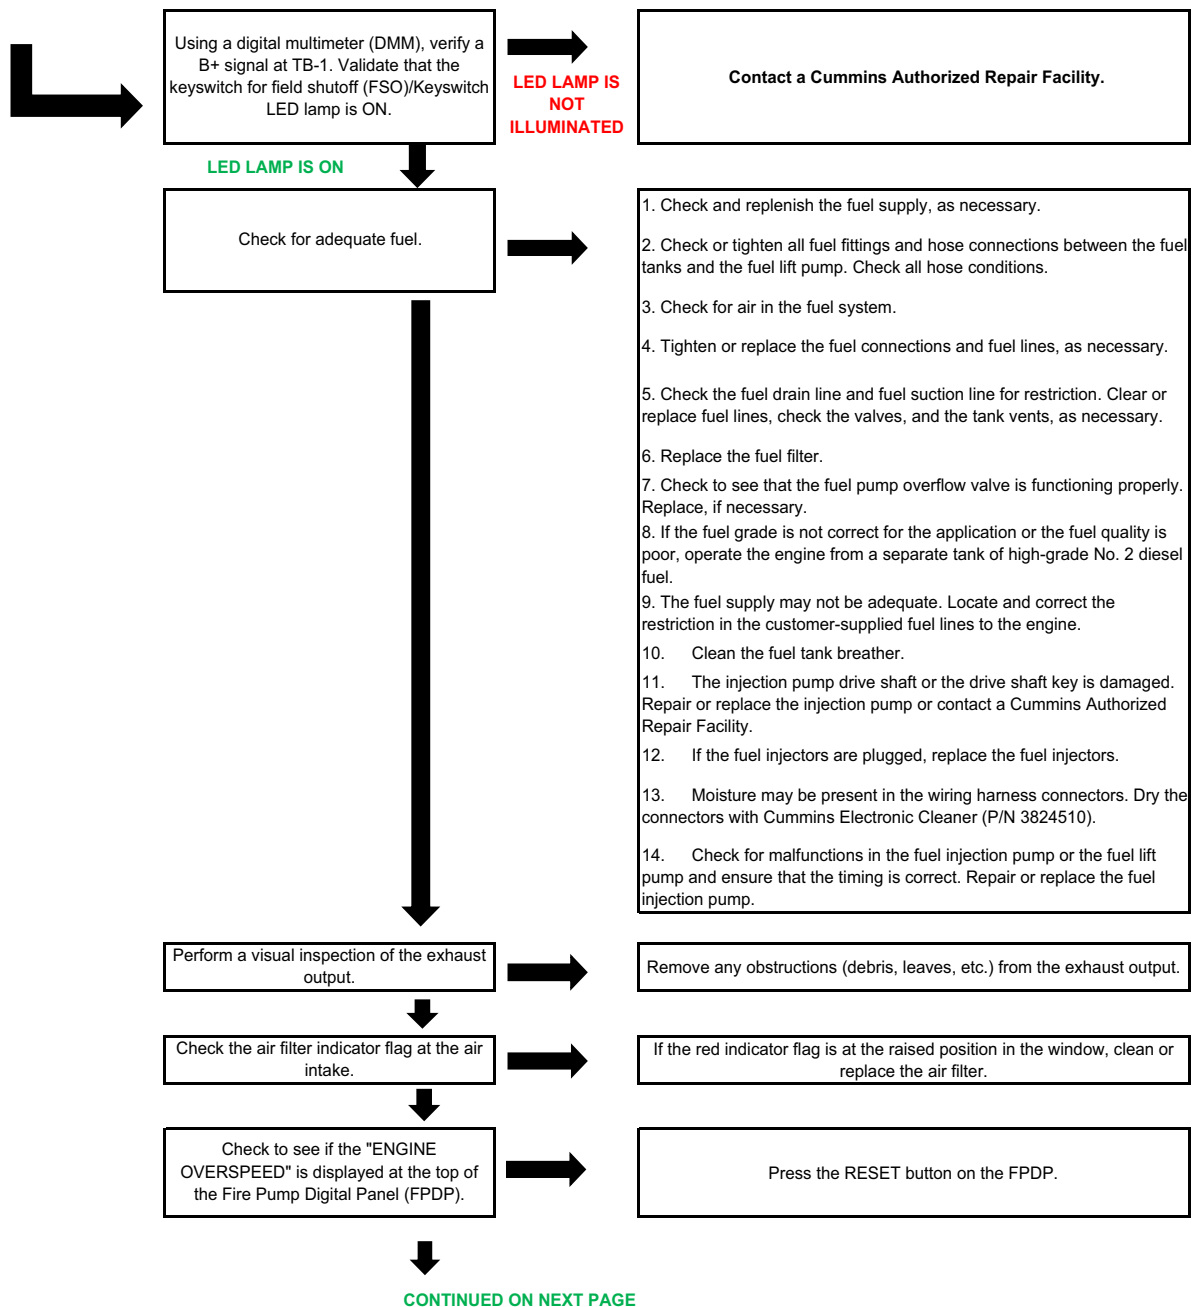 Using a digital multimeter (DMM), verify a
B+ signal at TB-1. Validate that the
keyswitch for field shutoff (FSO)/Keyswitch
LED lamp is ON.
LED LAMP IS
NOT
ILLUMINATED
Contact a Cummins Authorized Repair Facility.
LED LAMP IS ON
Check for adequate fuel.
1. Check and replenish the fuel supply, as necessary.
2. Check or tighten all fuel fittings and hose connections between the fuel
tanks and the fuel lift pump. Check all hose conditions.
3. Check for air in the fuel system.
4. Tighten or replace the fuel connections and fuel lines, as necessary.
5. Check the fuel drain line and fuel suction line for restriction. Clear or
replace fuel lines, check the valves, and the tank vents, as necessary.
6. Replace the fuel filter.
7. Check to see that the fuel pump overflow valve is functioning properly.
Replace, if necessary.
8. If the fuel grade is not correct for the application or the fuel quality is
poor, operate the engine from a separate tank of high-grade No. 2 diesel
fuel.
9. The fuel supply may not be adequate. Locate and correct the
restriction in the customer-supplied fuel lines to the engine.
10. Clean the fuel tank breather.
11. The injection pump drive shaft or the drive shaft key is damaged.
Repair or replace the injection pump or contact a Cummins Authorized
Repair Facility.
12. If the fuel injectors are plugged, replace the fuel injectors.
13. Moisture may be present in the wiring harness connectors. Dry the
connectors with Cummins Electronic Cleaner (P/N 3824510).
14. Check for malfunctions in the fuel injection pump or the fuel lift
pump and ensure that the timing is correct. Repair or replace the fuel
injection pump.
Perform a visual inspection of the exhaust
output.
Remove any obstructions (debris, leaves, etc.) from the exhaust output.
Check the air filter indicator flag at the air
intake.
If the red indicator flag is at the raised position in the window, clean or
replace the air filter.
Check to see if the "ENGINE
OVERSPEED" is displayed at the top of
the Fire Pump Digital Panel (FPDP).
Press the RESET button on the FPDP.
CONTINUED ON NEXT PAGE